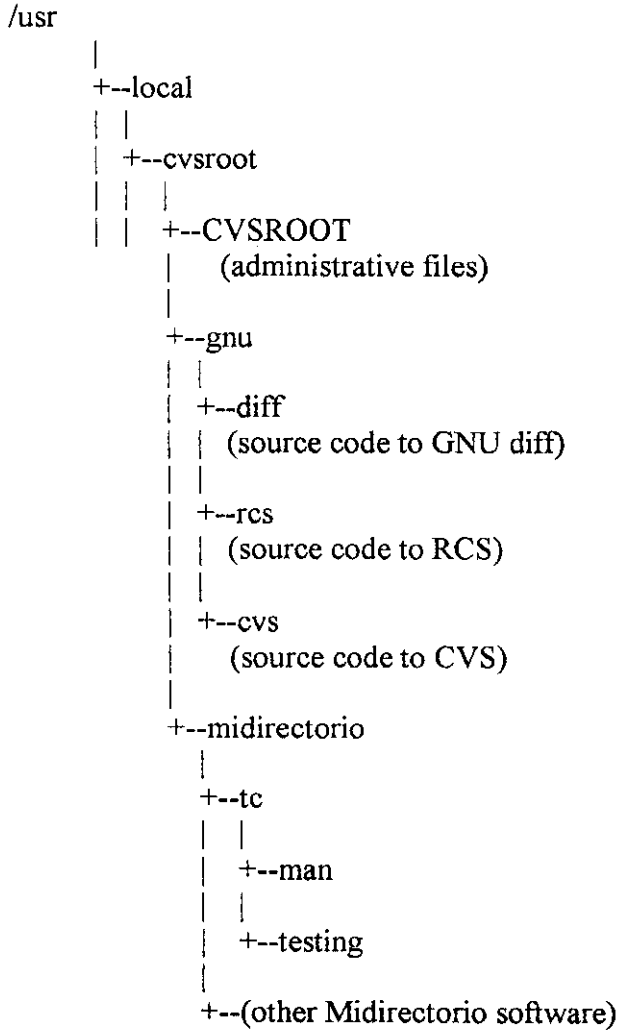 /usr
|
+--local
| |
| +--cvsroot
| | |
| | +--CVSROOT
| (administrative files)
|
+--gnu
| |
| +--diff
| | (source code to GNU diff)
| |
| +--rcs
| | (source code to RCS)
| |
| +--cvs
| (source code to CVS)
|
+--midirectorio
|
+--tc
| |
| +--man
| |
| +--testing
|
+--(other Midirectorio software)